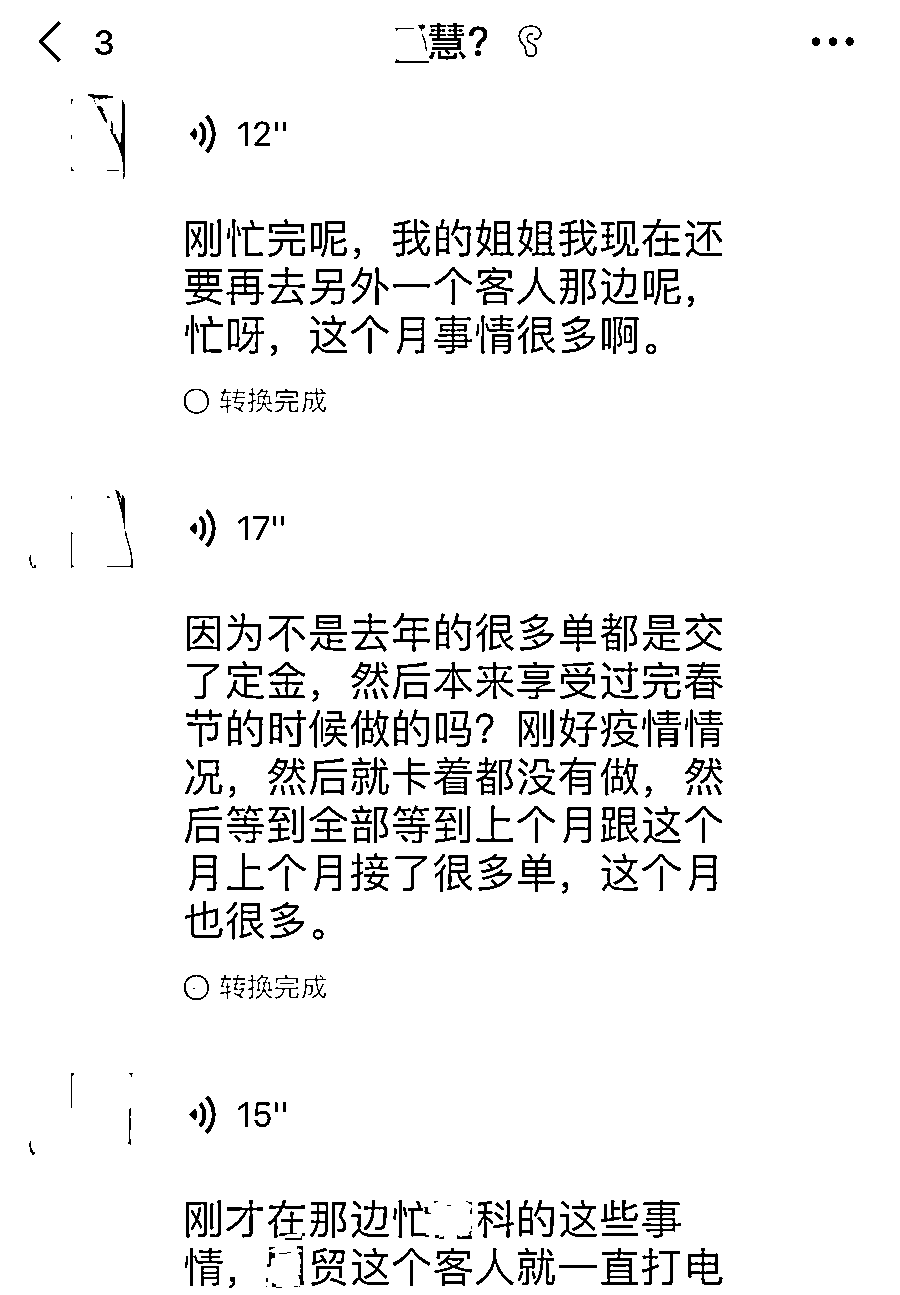 3
慧?
12"
刚忙完呢，我的姐姐我现在还
要再去另外一个客人那边呢，
忙呀，这个月事情很多啊。
转换完成
17"
因为不是去年的很多单都是交
了定金，然后本来享受过完春
节的时候做的吗？刚好疫情情
况，然后就卡着都没有做，然
后等到全部等到上个月跟这个
月上个月接了很多单，这个月
也很多。
转换完成
15"
刚才在那边忙科的这些事
情，贸这个客人就一直打电